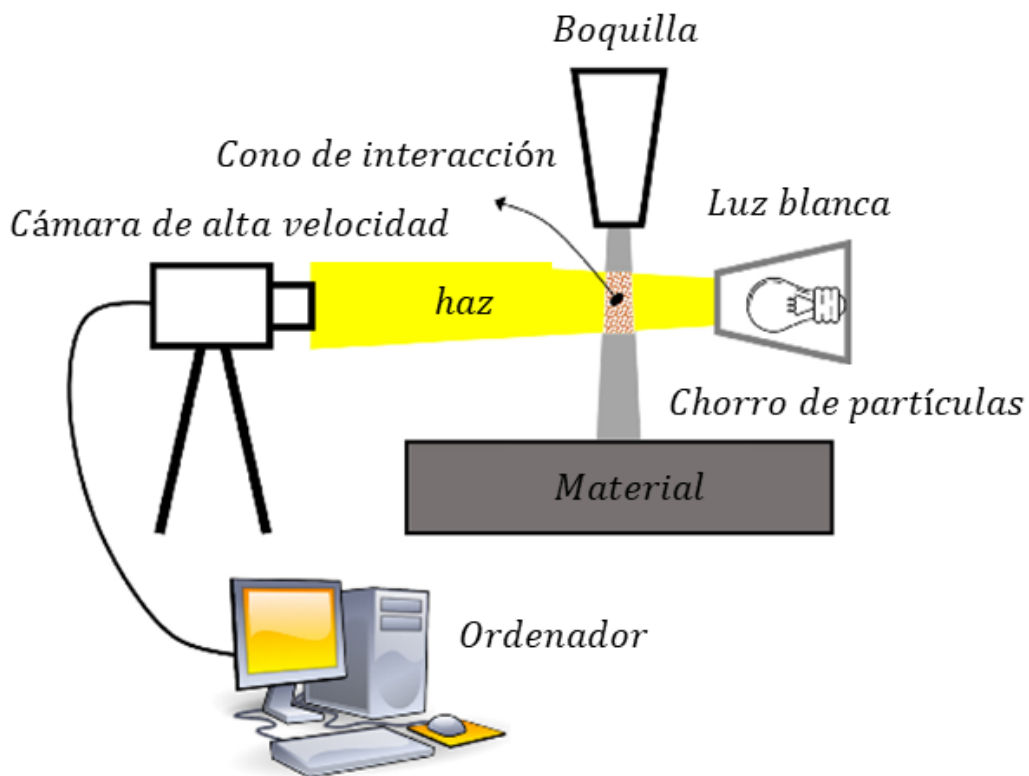 Boquilla
Cono de interacción
Luz blanca
Cámara de alta velocidad
haz
Chorro de partículas
Material
Ordenador